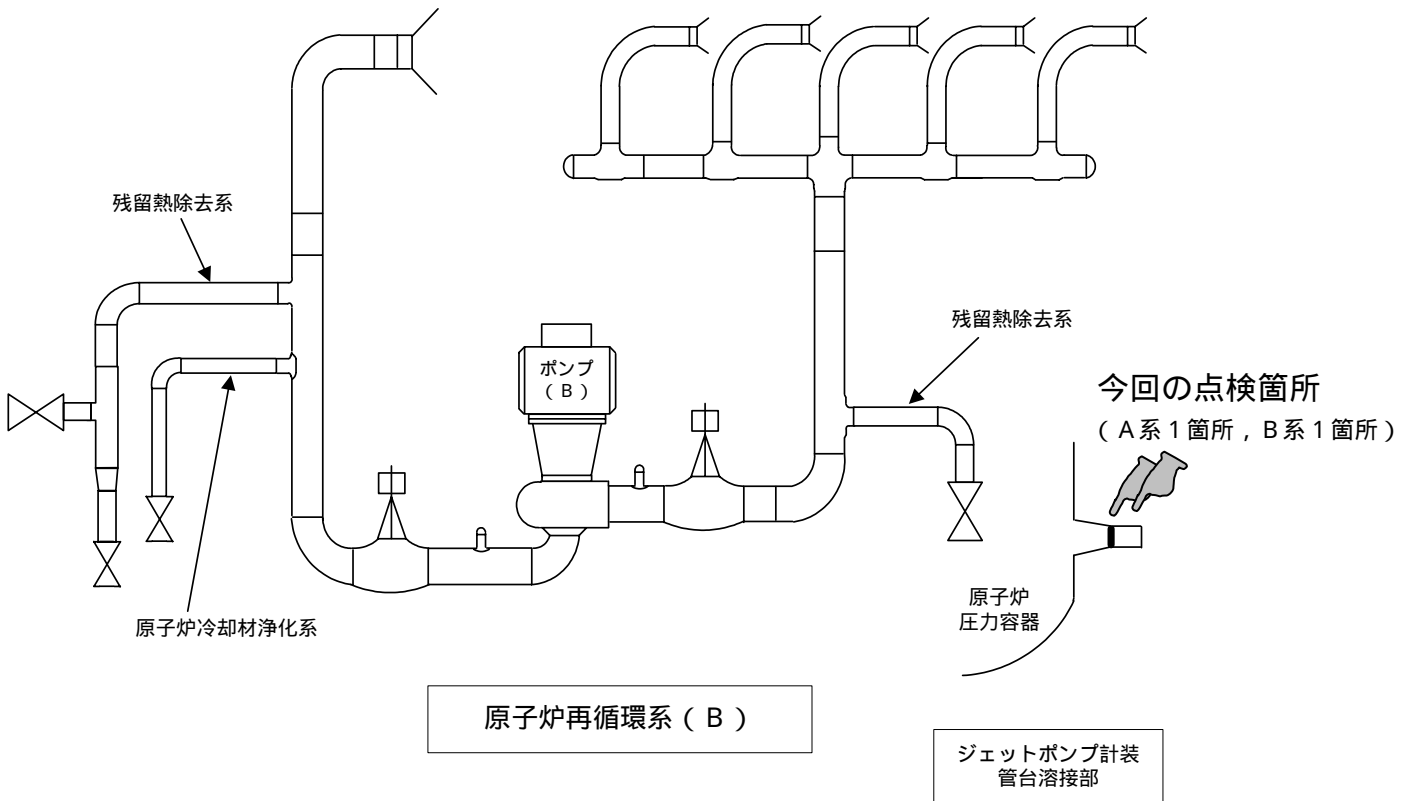 残留熱除去系
残留熱除去系
ポンプ
(B)
今回の点検箇所
(A系1箇所,B系1箇所)
原子炉
圧力容器
原子炉冷却材浄化系
原子炉再循環系(B)
ジェットポンプ計装
管台溶接部